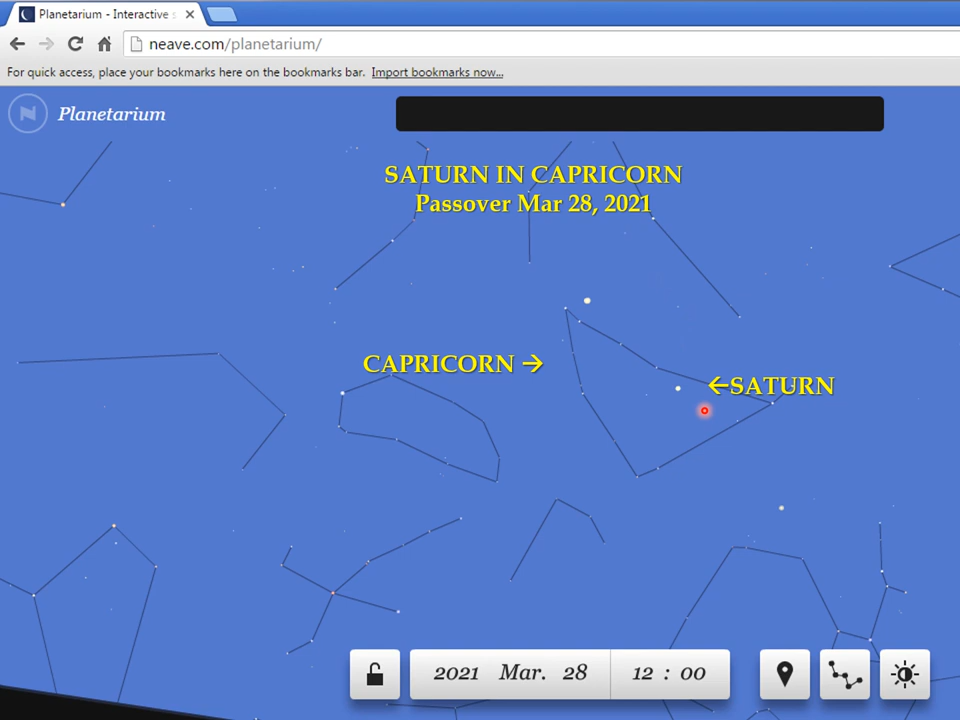 Planetarium - Interactive s
neave.com/planetarium/
For quick access, place your bookmarks here on the bookmarks bar. Import bookmarks now...
Planetarium
SATURN IN CAPRICORN
Passover Mar 28, 2021
CAPRICORN →
←SATURN
2021 Mar. 28 12 : 00